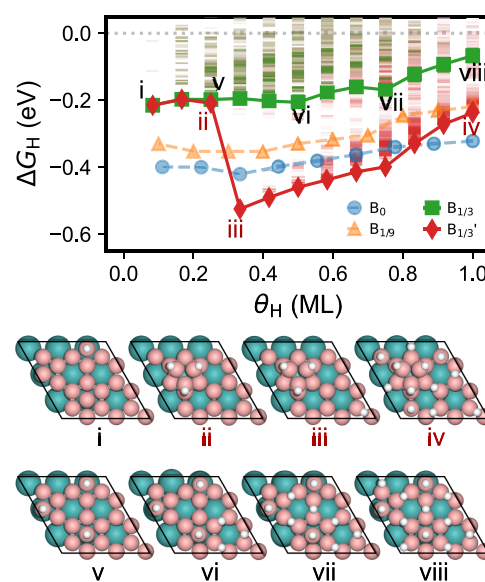 0.0
−0.2
−0.4
−0.6
ΔG_H (eV)
i
ii
iii
v
vi
vii
viii
iv
B_0
B_1/9
B_1/3
B_1/3'
0.0 0.2 0.4 0.6 0.8 1.0
θ_H (ML)
i ii iii iv
v vi vii viii